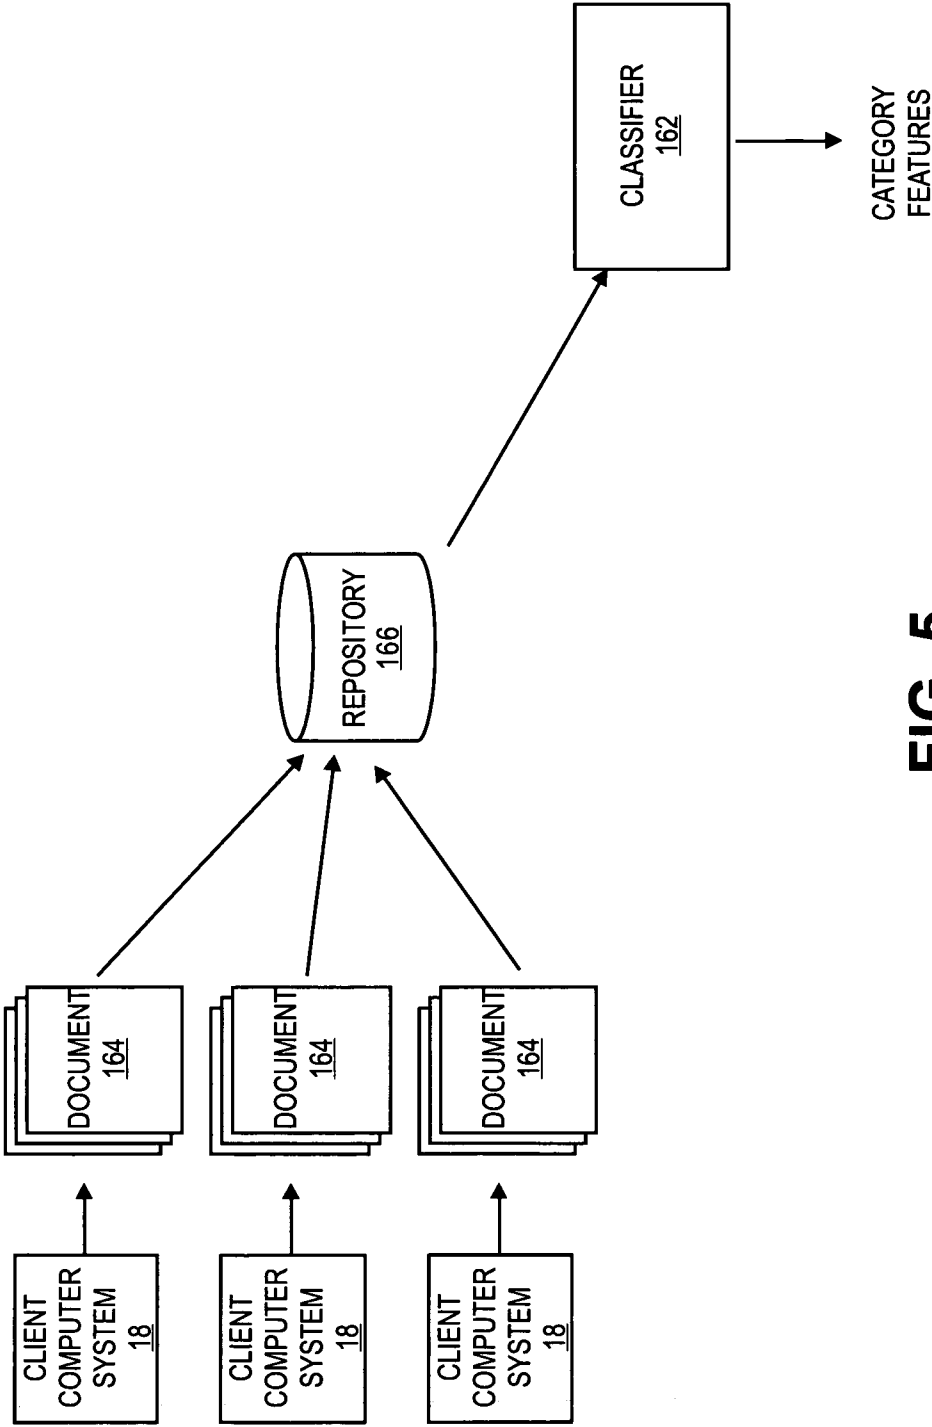 CLIENT
COMPUTER
SYSTEM
18
CLIENT
COMPUTER
SYSTEM
18
CLIENT
COMPUTER
SYSTEM
18
DOCUMENT
164
DOCUMENT
164
DOCUMENT
164
REPOSITORY
166
CLASSIFIER
162
CATEGORY
FEATURES
FIG. 5